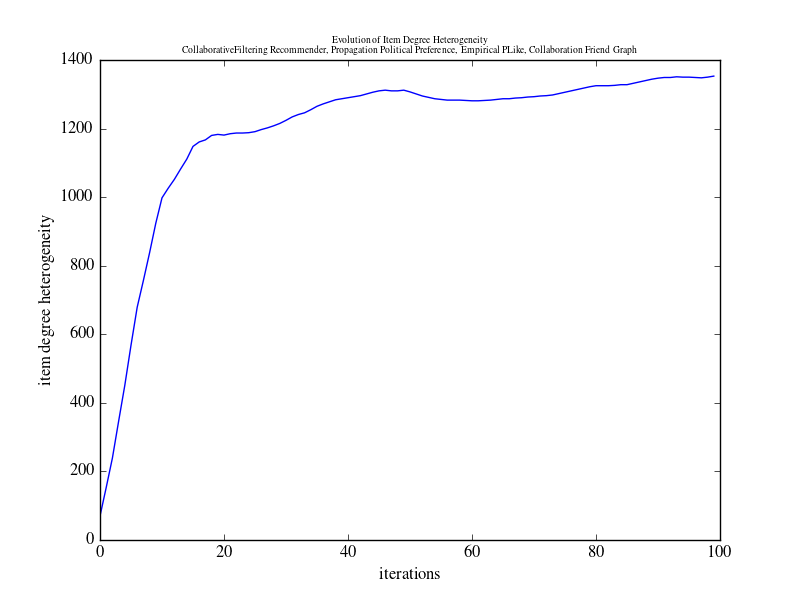 Evolution of Item Degree Heterogeneity
CollaborativeFiltering Recommender, Propagation Political Preference, Empirical PLike, Collaboration Friend Graph
1400
1200
1000
800
600
400
200
0
item degree heterogeneity
0 20 40 60 80 100
iterations